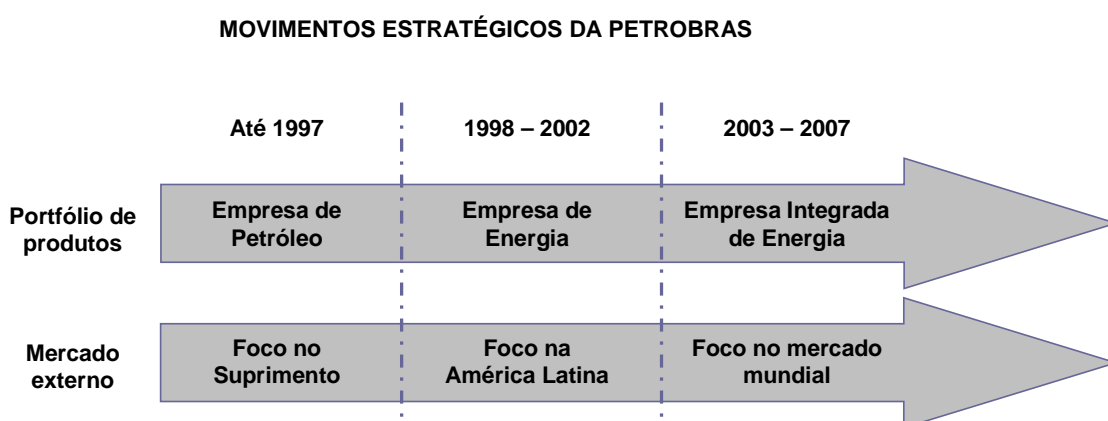 MOVIMENTOS ESTRATÉGICOS DA PETROBRAS
Até 1997
1998 – 2002
2003 – 2007
Portfólio de
produtos
Empresa de
Petróleo
Empresa de
Energia
Empresa Integrada
de Energia
Mercado
externo
Foco no
Suprimento
Foco na
América Latina
Foco no mercado
mundial